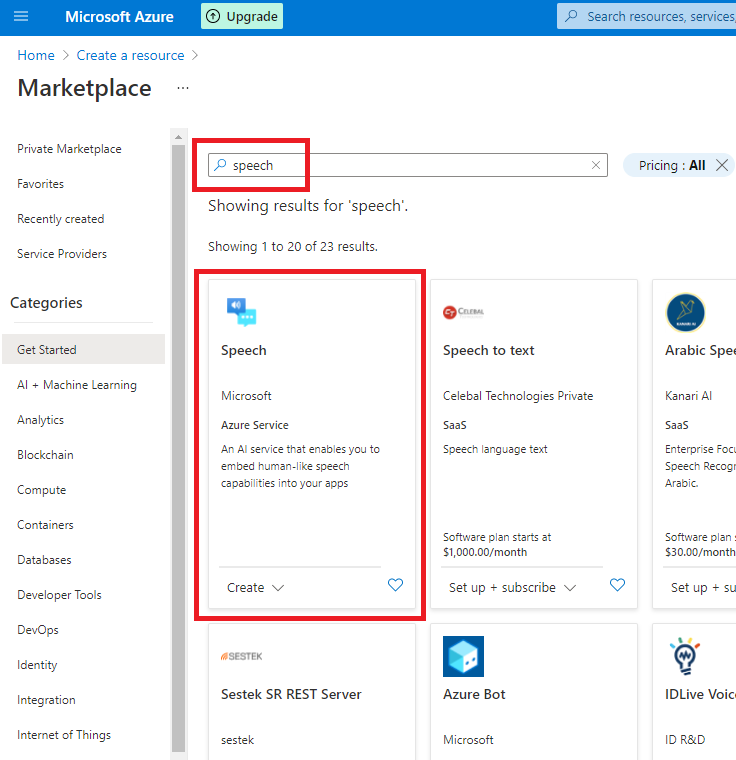 Microsoft Azure
Upgrade
Search resources, services,
Home > Create a resource >
Marketplace ...
Private Marketplace
Favorites
Recently created
Service Providers
Categories
Get Started
AI + Machine Learning
Analytics
Blockchain
Compute
Containers
Databases
Developer Tools
DevOps
Identity
Integration
Internet of Things
speech
Pricing : All
Showing results for 'speech'.
Showing 1 to 20 of 23 results.
Speech
Microsoft
Azure Service
An AI service that enables you to
embed human-like speech
capabilities into your apps
Create
CELEBAL
Speech to text
Celebal Technologies Private
SaaS
Speech language text
Software plan starts at
$1,000.00/month
Set up + subscribe
KANARI AI
Arabic Spee
Kanari AI
SaaS
Enterprise Focu
Speech Recogn
Arabic.
Software plan s
$30.00/month
Set up + su
SESTEK
Sestek SR REST Server
sestek
Azure Bot
Microsoft
IDLive Voice
ID R&D